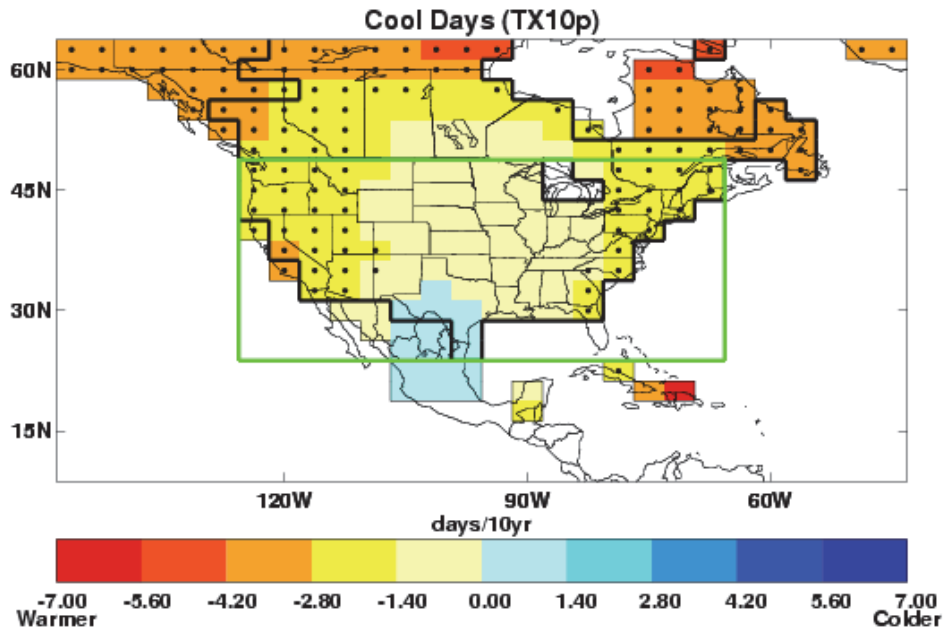 Cool Days (TX10p)
60N
45N
30N
15N
120W 90W 60W
days/10yr
-7.00 -5.60 -4.20 -2.80 -1.40 0.00 1.40 2.80 4.20 5.60 7.00
Warmer Colder